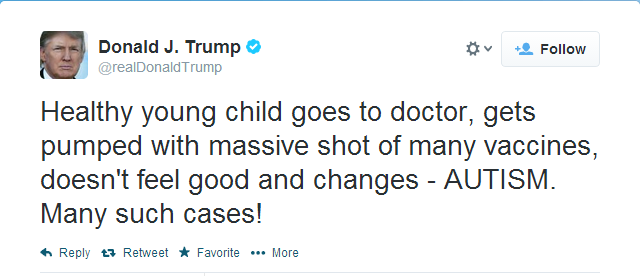 Donald J. Trump
Follow
@realDonaldTrump
Healthy young child goes to doctor, gets
pumped with massive shot of many vaccines,
doesn't feel good and changes - AUTISM.
Many such cases!
Reply Retweet Favorite More